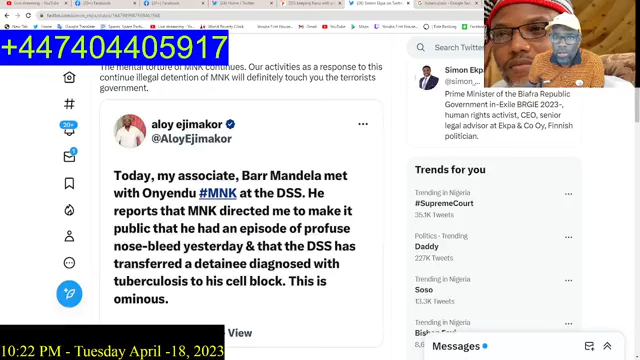 +447404405917
The mental torture of MNK continues. Our activities as a response to this
continue illegal detention of MNK will definitely touch you the terrorists
government.
aloy ejimakor
@AloyEjimakor
Today, my associate, Barr Mandela met
with Onyendu #MNK at the DSS. He
reports that MNK directed me to make it
public that he had an episode of profuse
nose-bleed yesterday & that the DSS has
transferred a detainee diagnosed with
tuberculosis to his cell block. This is
ominous.
View
20+
1
Search Twitter
Simon Ekpa
@simon_
Prime Minister of the Biafra Republic
Government in-Exile BRGIE 2023-,
human rights activist, CEO, senior
legal advisor at Ekpa & Co Oy, Finnish
politician.
Trends for you
Trending in Nigeria
#SupremeCourt
35.1K Tweets
Politics · Trending
Daddy
227K Tweets
Trending in Nigeria
Soso
13.3K Tweets
Trending in Nigeria
Messages
10:22 PM - Tuesday April -18, 2023